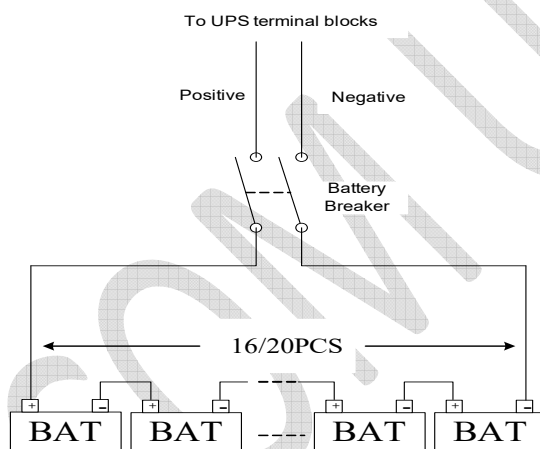 To UPS terminal blocks
Positive
Negative
Battery
Breaker
16/20PCS
+ - + - + - + -
BAT BAT BAT BAT